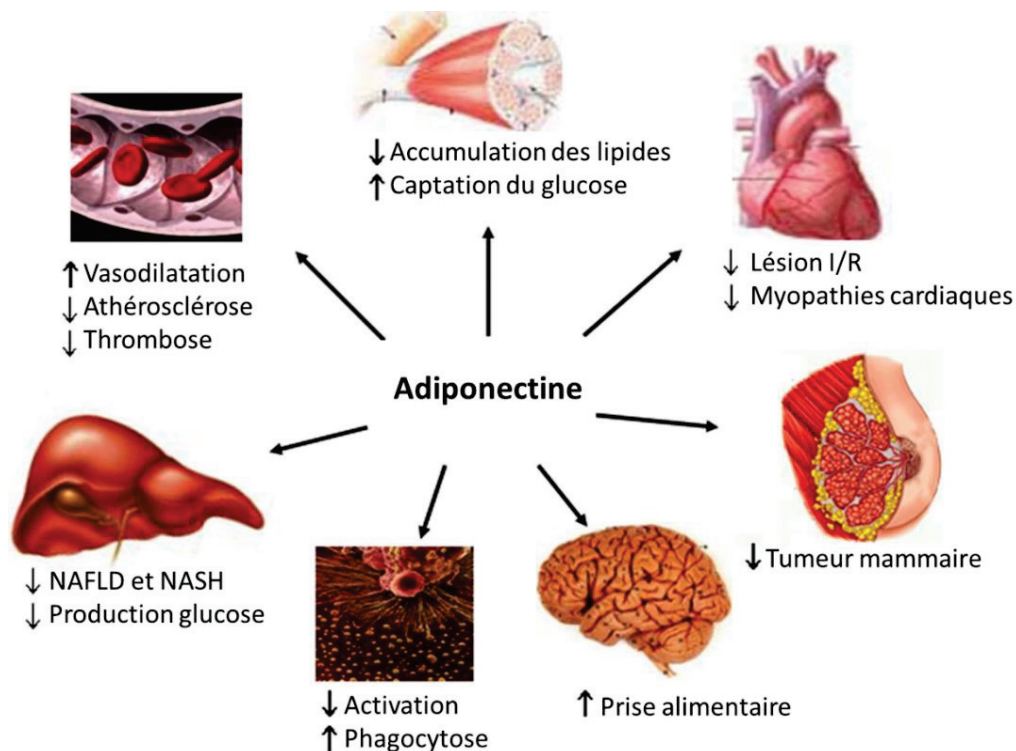 ↓ Accumulation des lipides
↑ Captation du glucose
↑ Vasodilatation
↓ Athérosclérose
↓ Thrombose
↓ Lésion I/R
↓ Myopathies cardiaques
Adiponectine
↓ NAFLD et NASH
↓ Production glucose
↓ Tumeur mammaire
↓ Activation
↑ Phagocytose
↑ Prise alimentaire